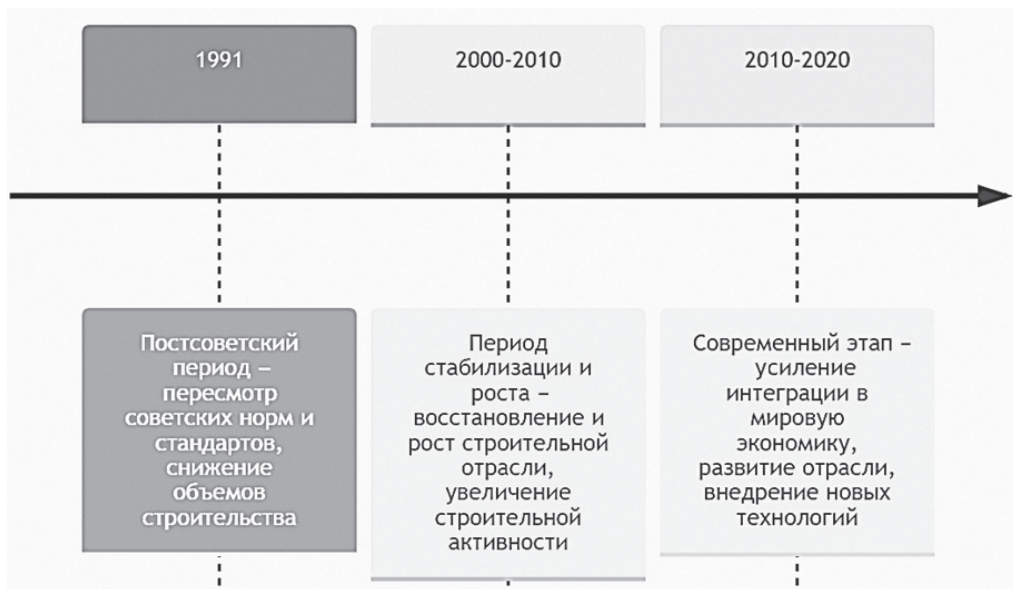 1991
2000-2010
2010-2020
Постсоветский
период –
пересмотр
советских норм и
стандартов,
снижение
объемов
строительства
Период
стабилизации и
роста –
восстановление и
рост строительной
отрасли,
увеличение
строительной
активности
Современный этап –
усиление
интеграции в
мировую
экономику,
развитие отрасли,
внедрение новых
технологий